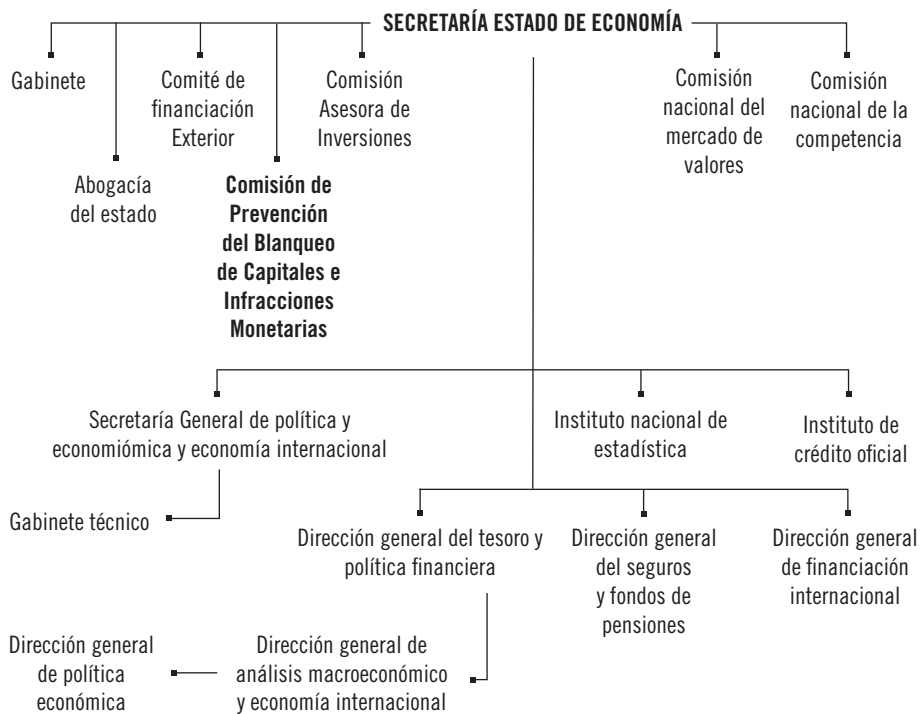 SECRETARÍA ESTADO DE ECONOMÍA
Gabinete
Comité de
financiación
Exterior
Comisión
Asesora de
Inversiones
Comisión
nacional del
mercado de
valores
Comisión
nacional de la
competencia
Abogacía
del estado
Comisión de
Prevención
del Blanqueo
de Capitales e
Infracciones
Monetarias
Secretaría General de política y
economiómica y economía internacional
Instituto nacional de
estadística
Instituto de
crédito oficial
Gabinete técnico
Dirección general del tesoro y
política financiera
Dirección general
del seguros
y fondos de
pensiones
Dirección general
de financiación
internacional
Dirección general
de política
económica
Dirección general de
análisis macroeconómico
y economía internacional